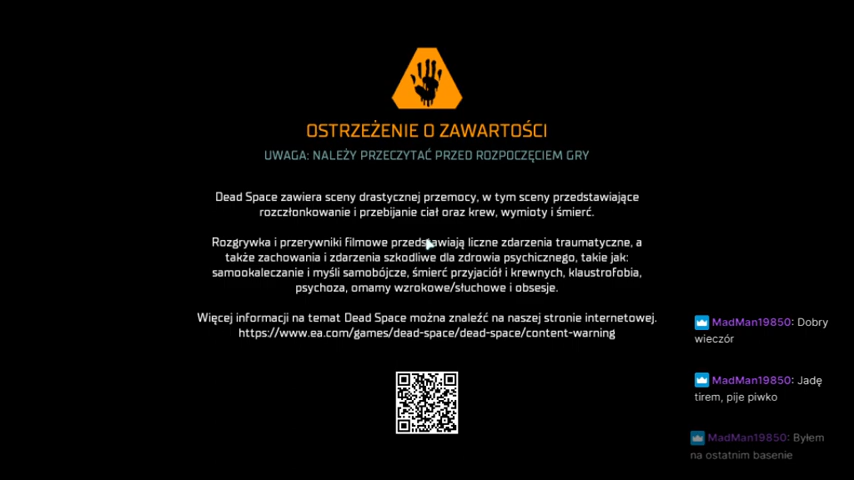 OSTRZEŻENIE O ZAWARTOŚCI
UWAGA: NALEŻY PRZECZYTAĆ PRZED ROZPOCZĘCIEM GRY
Dead Space zawiera sceny drastycznej przemocy, w tym sceny przedstawiające
rozczłonkowanie i przebijanie ciał oraz krew, wymioty i śmierć.
Rozgrywka i przerywniki filmowe przedstawiają liczne zdarzenia traumatyczne, a
także zachowania i zdarzenia szkodliwe dla zdrowia psychicznego, takie jak:
samookaleczanie i myśli samobójcze, śmierć przyjaciół i krewnych, klaustrofobia,
psychoza, omamy wzrokowe/słuchowe i obsesje.
Więcej informacji na temat Dead Space można znaleźć na naszej stronie internetowej.
https://www.ea.com/games/dead-space/dead-space/content-warning
MadMan19850: Dobry
wieczór
MadMan19850: Jadę
tirem, pije piwko
MadMan19850: Byłem
na ostatnim basenie